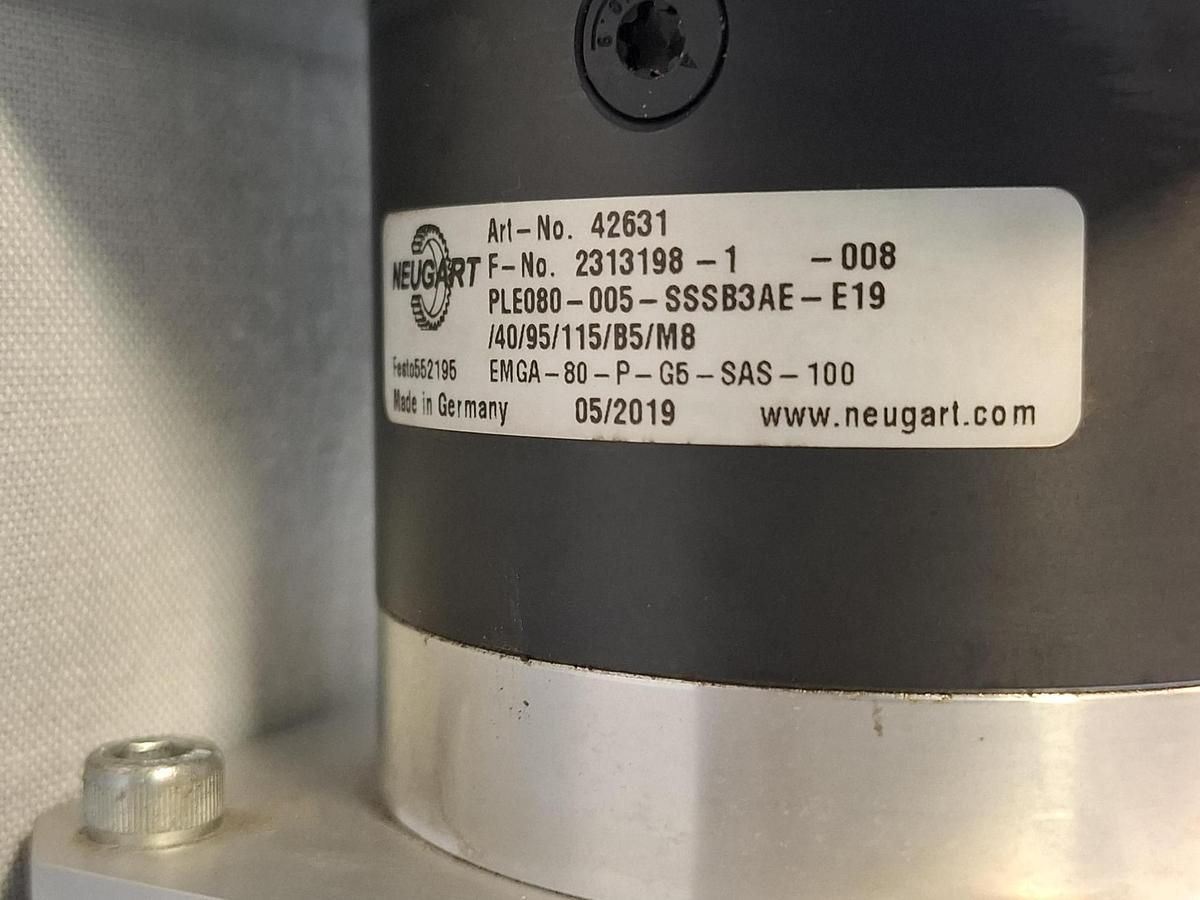 NEUGART
Art-No. 42631
F-No. 2313198-1 -008
PLE080-005-SSSB3AE-E19
/40/95/115/B5/M8
Festo552195 EMGA-80-P-G5-SAS-100
Made in Germany 05/2019 www.neugart.com